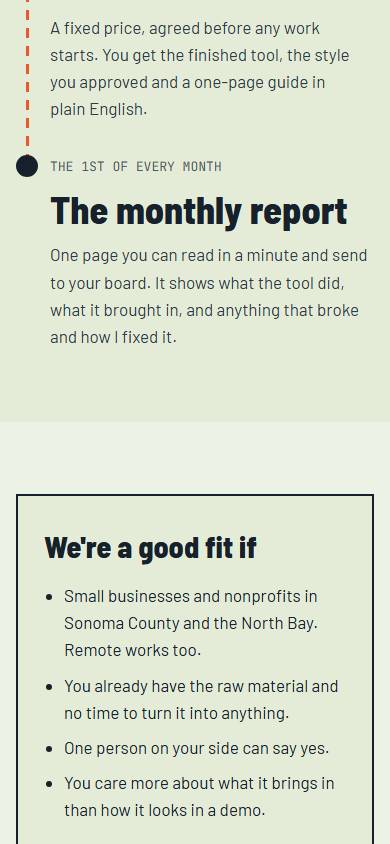 A fixed price, agreed before any work
starts. You get the finished tool, the style
you approved and a one-page guide in
plain English.
THE 1ST OF EVERY MONTH
The monthly report
One page you can read in a minute and send
to your board. It shows what the tool did,
what it brought in, and anything that broke
and how I fixed it.
We're a good fit if
Small businesses and nonprofits in
Sonoma County and the North Bay.
Remote works too.
You already have the raw material and
no time to turn it into anything.
One person on your side can say yes.
You care more about what it brings in
than how it looks in a demo.